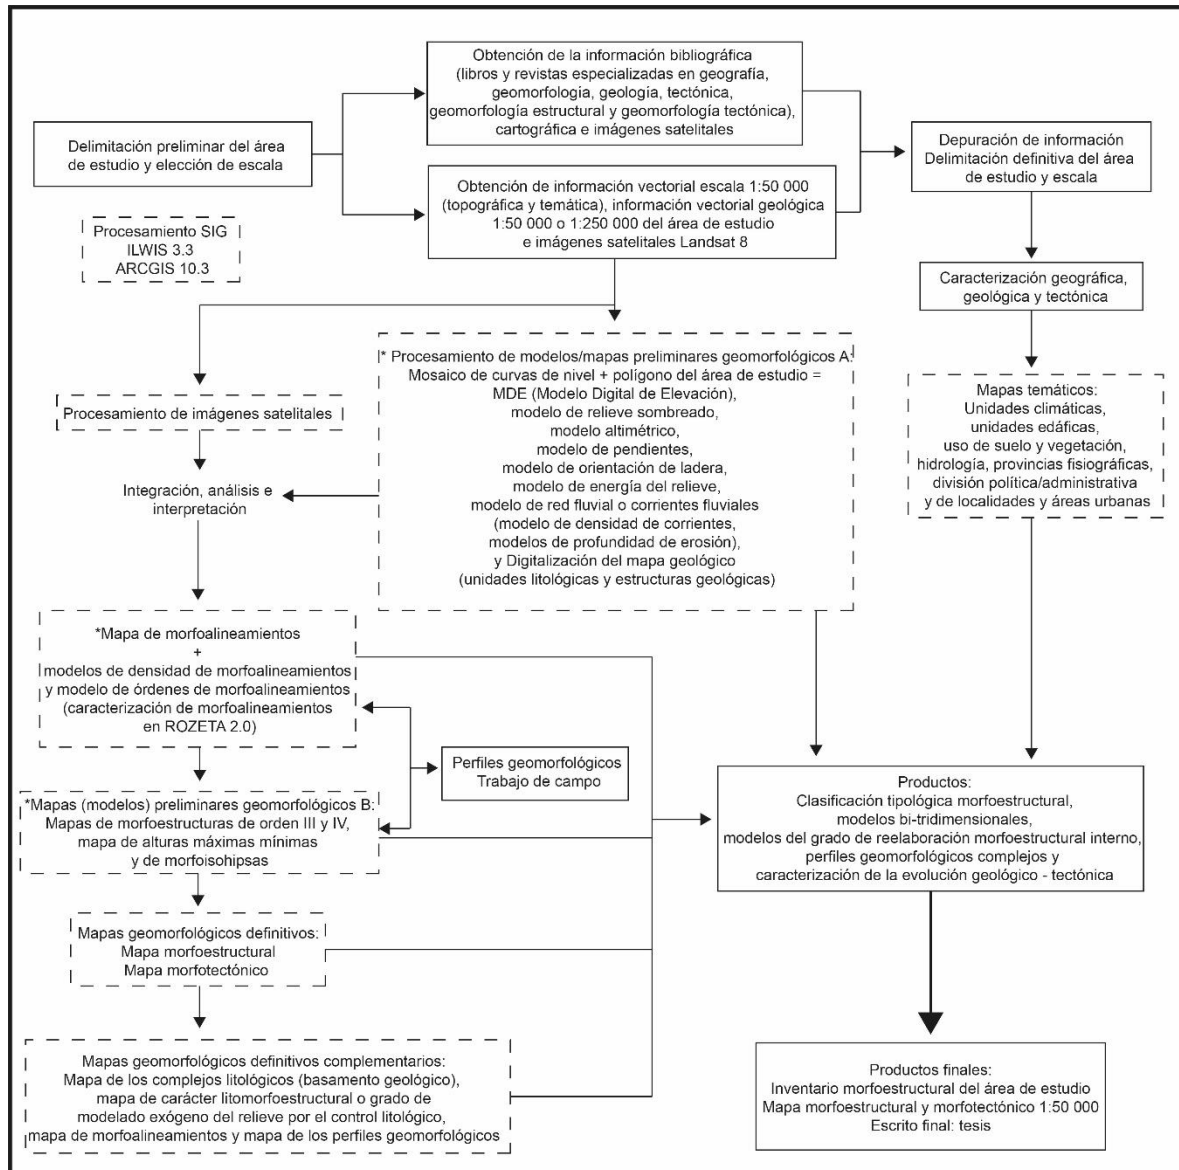 Obtención de la información bibliográfica
(libros y revistas especializadas en geografía,
geomorfología, geología, tectónica,
geomorfología estructural y geomorfología tectónica),
cartográfica e imágenes satelitales
Delimitación preliminar del área
de estudio y elección de escala
Depuración de información
Delimitación definitiva del área
de estudio y escala
Obtención de información vectorial escala 1:50 000
(topográfica y temática), información vectorial geológica
1:50 000 o 1:250 000 del área de estudio
e imágenes satelitales Landsat 8
Procesamiento SIG
ILWIS 3.3
ARCGIS 10.3
Caracterización geográfica,
geológica y tectónica
* Procesamiento de modelos/mapas preliminares geomorfológicos A:
Mosaico de curvas de nivel + polígono del área de estudio =
MDE (Modelo Digital de Elevación),
modelo de relieve sombreado,
modelo altimétrico,
modelo de pendientes,
modelo de orientación de ladera,
modelo de energía del relieve,
modelo de red fluvial o corrientes fluviales
(modelo de densidad de corrientes,
modelos de profundidad de erosión),
y Digitalización del mapa geológico
(unidades litológicas y estructuras geológicas)
Mapas temáticos:
Unidades climáticas,
unidades edáficas,
uso de suelo y vegetación,
hidrología, provincias fisiográficas,
división política/administrativa
y de localidades y áreas urbanas
Procesamiento de imágenes satelitales
Integración, análisis e
interpretación
*Mapa de morfoalineamientos
+
modelos de densidad de morfoalineamientos
y modelo de órdenes de morfoalineamientos
(caracterización de morfoalineamientos
en ROZETA 2.0)
Perfiles geomorfológicos
Trabajo de campo
*Mapas (modelos) preliminares geomorfológicos B:
Mapas de morfoestructuras de orden III y IV,
mapa de alturas máximas mínimas
y de morfoisohipsas
Productos:
Clasificación tipológica morfoestructural,
modelos bi-tridimensionales,
modelos del grado de reelaboración morfoestructural interno,
perfiles geomorfológicos complejos y
caracterización de la evolución geológico - tectónica
Mapas geomorfológicos definitivos:
Mapa morfoestructural
Mapa morfotectónico
Mapas geomorfológicos definitivos complementarios:
Mapa de los complejos litológicos (basamento geológico),
mapa de carácter litomorfoestructural o grado de
modelado exógeno del relieve por el control litológico,
mapa de morfoalineamientos y mapa de los perfiles geomorfológicos
Productos finales:
Inventario morfoestructural del área de estudio
Mapa morfoestructural y morfotectónico 1:50 000
Escrito final: tesis